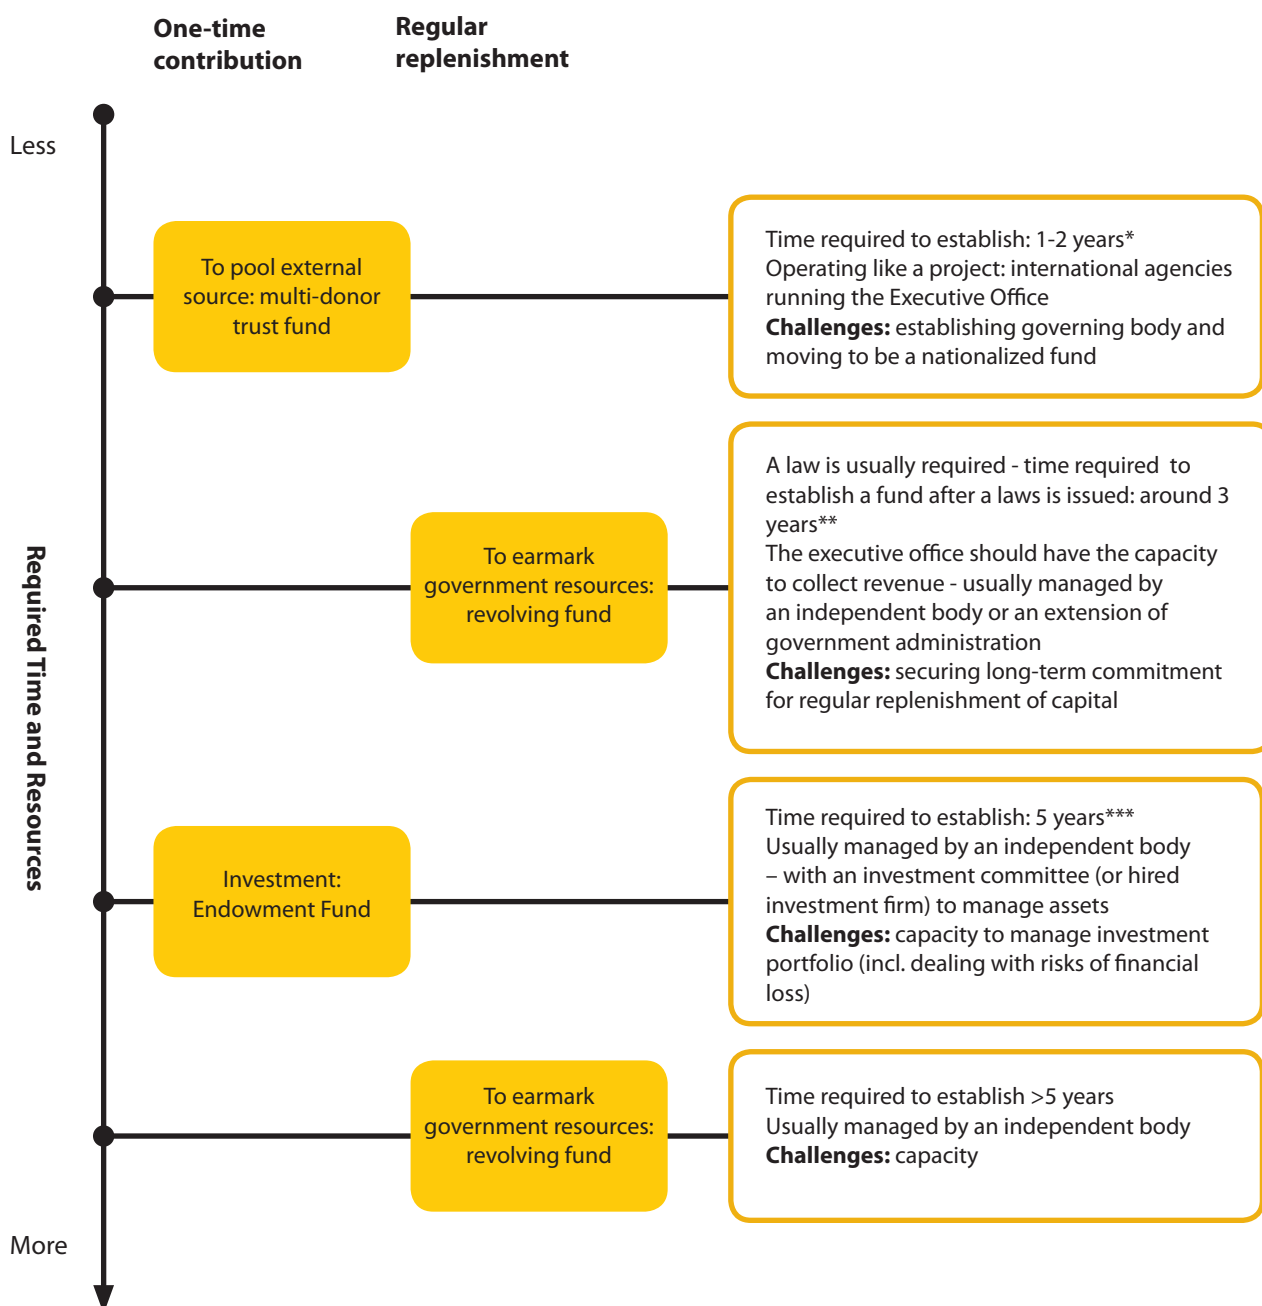 One-time
contribution
Regular
replenishment
Less
To pool external
source: multi-donor
trust fund
Time required to establish: 1-2 years*
Operating like a project: international agencies
running the Executive Office
Challenges: establishing governing body and
moving to be a nationalized fund
Required Time and Resources
To earmark
government resources:
revolving fund
A law is usually required - time required to
establish a fund after a laws is issued: around 3
years**
The executive office should have the capacity
to collect revenue - usually managed by
an independent body or an extension of
government administration
Challenges: securing long-term commitment
for regular replenishment of capital
Investment:
Endowment Fund
Time required to establish: 5 years***
Usually managed by an independent body
– with an investment committee (or hired
investment firm) to manage assets
Challenges: capacity to manage investment
portfolio (incl. dealing with risks of financial
loss)
To earmark
government resources:
revolving fund
Time required to establish >5 years
Usually managed by an independent body
Challenges: capacity
More